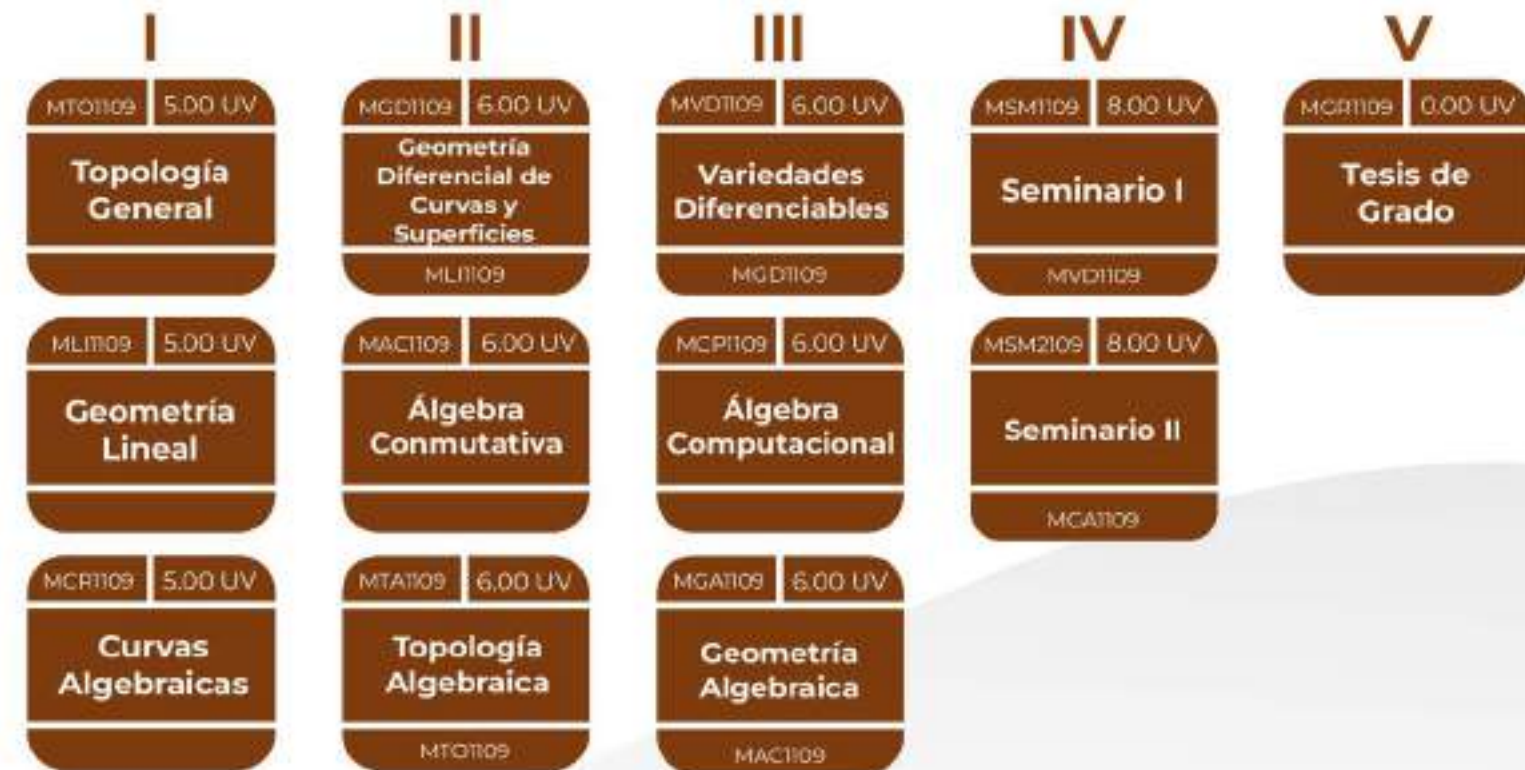 I
II
III
IV
V
MTO1109 5.00 UV
Topología
General
MGD1109 6.00 UV
Geometría
Diferencial de
Curvas y
Superficies
MLI1109
MVD1109 6.00 UV
Variedades
Diferenciables
MGD1109
MSM1109 8.00 UV
Seminario I
MVD1109
MGR1109 0.00 UV
Tesis de
Grado
MLI1109 5.00 UV
Geometría
Lineal
MAC1109 6.00 UV
Álgebra
Conmutativa
MCP1109 6.00 UV
Álgebra
Computacional
MSM2109 8.00 UV
Seminario II
MGA1109
MCR1109 5.00 UV
Curvas
Algebraicas
MTA1109 6.00 UV
Topología
Algebraica
MTO1109
MGA1109 6.00 UV
Geometría
Algebraica
MAC1109